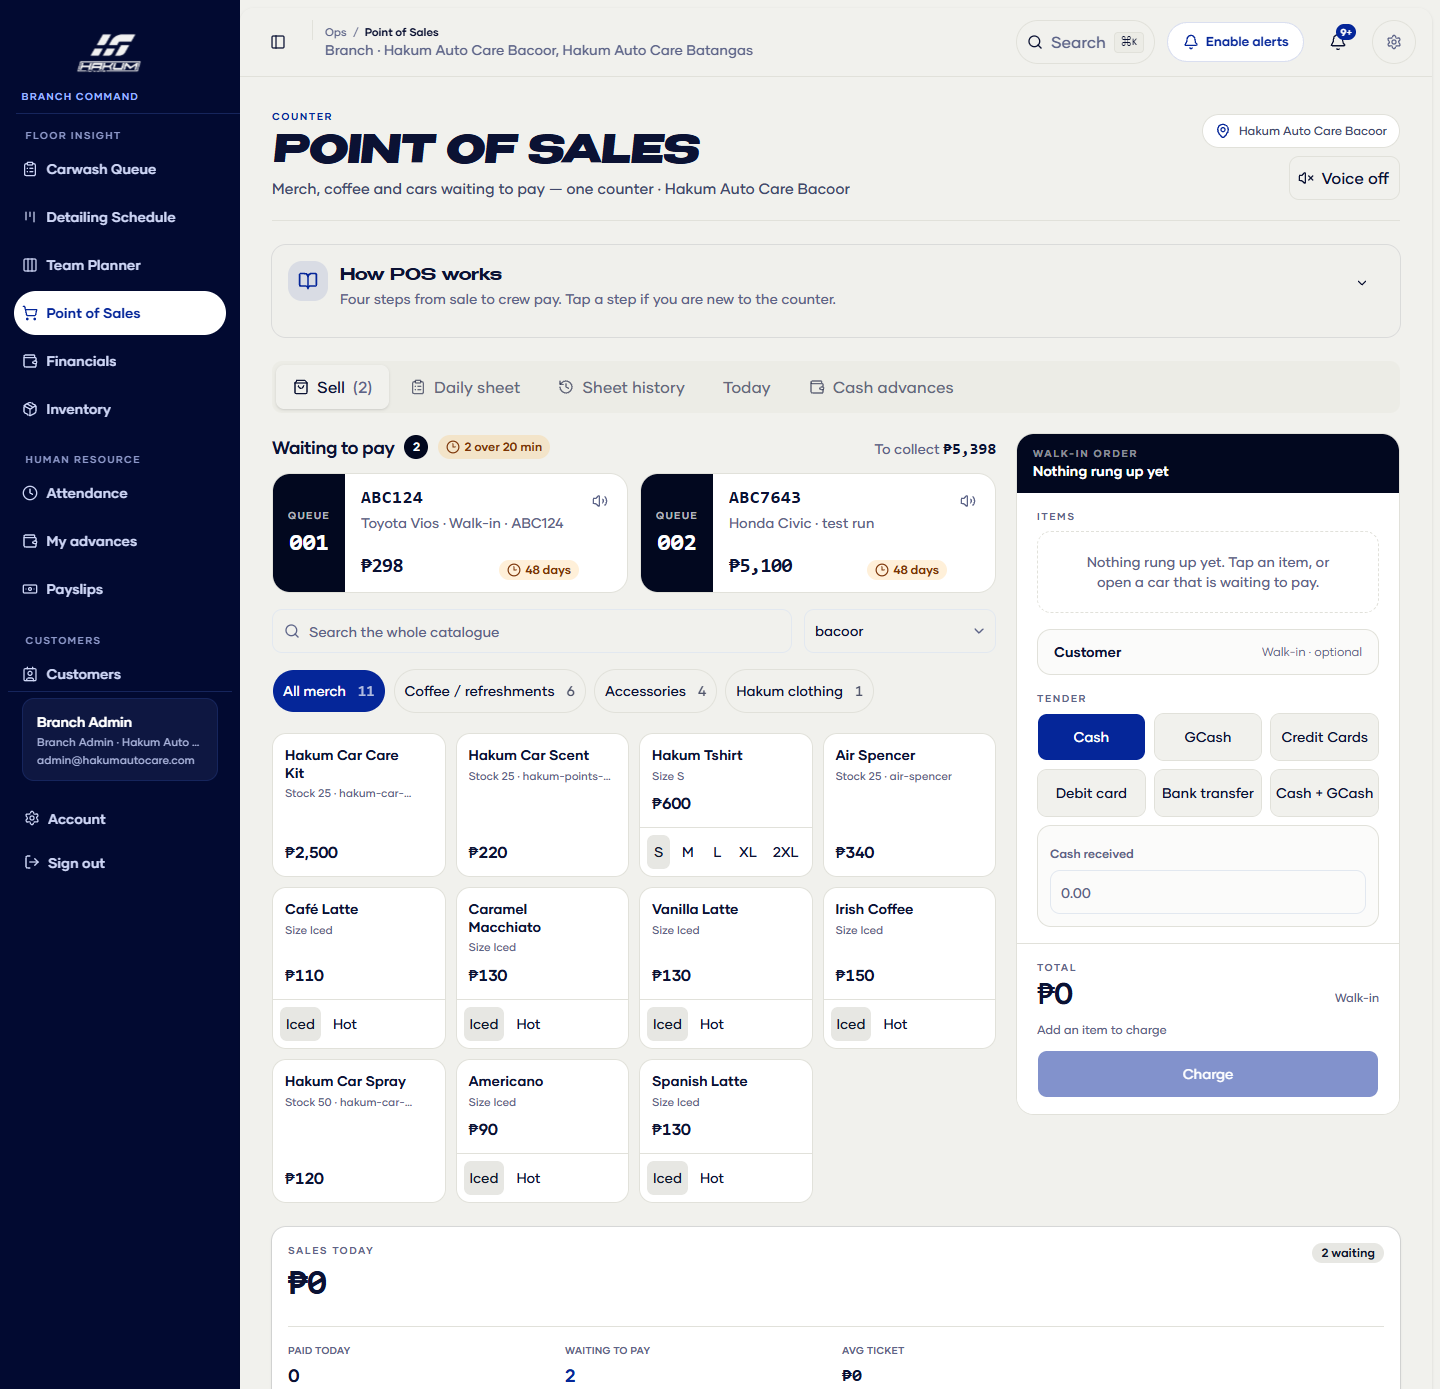 HAKUM
BRANCH COMMAND
FLOOR INSIGHT
Carwash Queue
Detailing Schedule
Team Planner
Point of Sales
Financials
Inventory
HUMAN RESOURCE
Attendance
My advances
Payslips
CUSTOMERS
Customers
Branch Admin
Branch Admin · Hakum Auto ...
admin@hakumautocare.com
Account
Sign out
Ops / Point of Sales
Branch · Hakum Auto Care Bacoor, Hakum Auto Care Batangas
Search ⌘K
Enable alerts
9+
COUNTER
POINT OF SALES
Merch, coffee and cars waiting to pay — one counter · Hakum Auto Care Bacoor
Hakum Auto Care Bacoor
Voice off
How POS works
Four steps from sale to crew pay. Tap a step if you are new to the counter.
Sell (2)
Daily sheet
Sheet history
Today
Cash advances
Waiting to pay 2
2 over 20 min
To collect ₱5,398
QUEUE
001
ABC124
Toyota Vios · Walk-in · ABC124
₱298
48 days
QUEUE
002
ABC7643
Honda Civic · test run
₱5,100
48 days
Search the whole catalogue
bacoor
All merch 11
Coffee / refreshments 6
Accessories 4
Hakum clothing 1
Hakum Car Care
Kit
Stock 25 · hakum-car-...
₱2,500
Hakum Car Scent
Stock 25 · hakum-points-...
₱220
Hakum Tshirt
Size S
₱600
S M L XL 2XL
Air Spencer
Stock 25 · air-spencer
₱340
Café Latte
Size Iced
₱110
Iced Hot
Caramel
Macchiato
Size Iced
₱130
Iced Hot
Vanilla Latte
Size Iced
₱130
Iced Hot
Irish Coffee
Size Iced
₱150
Iced Hot
Hakum Car Spray
Stock 50 · hakum-car-...
₱120
Americano
Size Iced
₱90
Iced Hot
Spanish Latte
Size Iced
₱130
Iced Hot
WALK-IN ORDER
Nothing rung up yet
ITEMS
Nothing rung up yet. Tap an item, or
open a car that is waiting to pay.
Customer
Walk-in · optional
TENDER
Cash
GCash
Credit Cards
Debit card
Bank transfer
Cash + GCash
Cash received
0.00
TOTAL
₱0
Walk-in
Add an item to charge
Charge
SALES TODAY
₱0
2 waiting
PAID TODAY
0
WAITING TO PAY
2
AVG TICKET
₱0